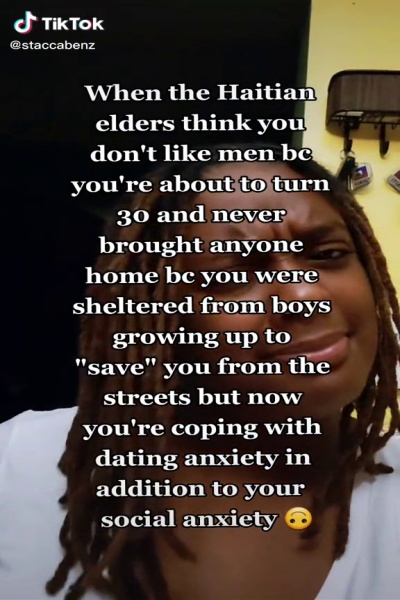 TikTok
@staccabenz
When the Haitian
elders think you
don't like men bc
you're about to turn
30 and never
brought anyone
home bc you were
sheltered from boys
growing up to
"save" you from the
streets but now
you're coping with
dating anxiety in
addition to your
social anxiety 🙃